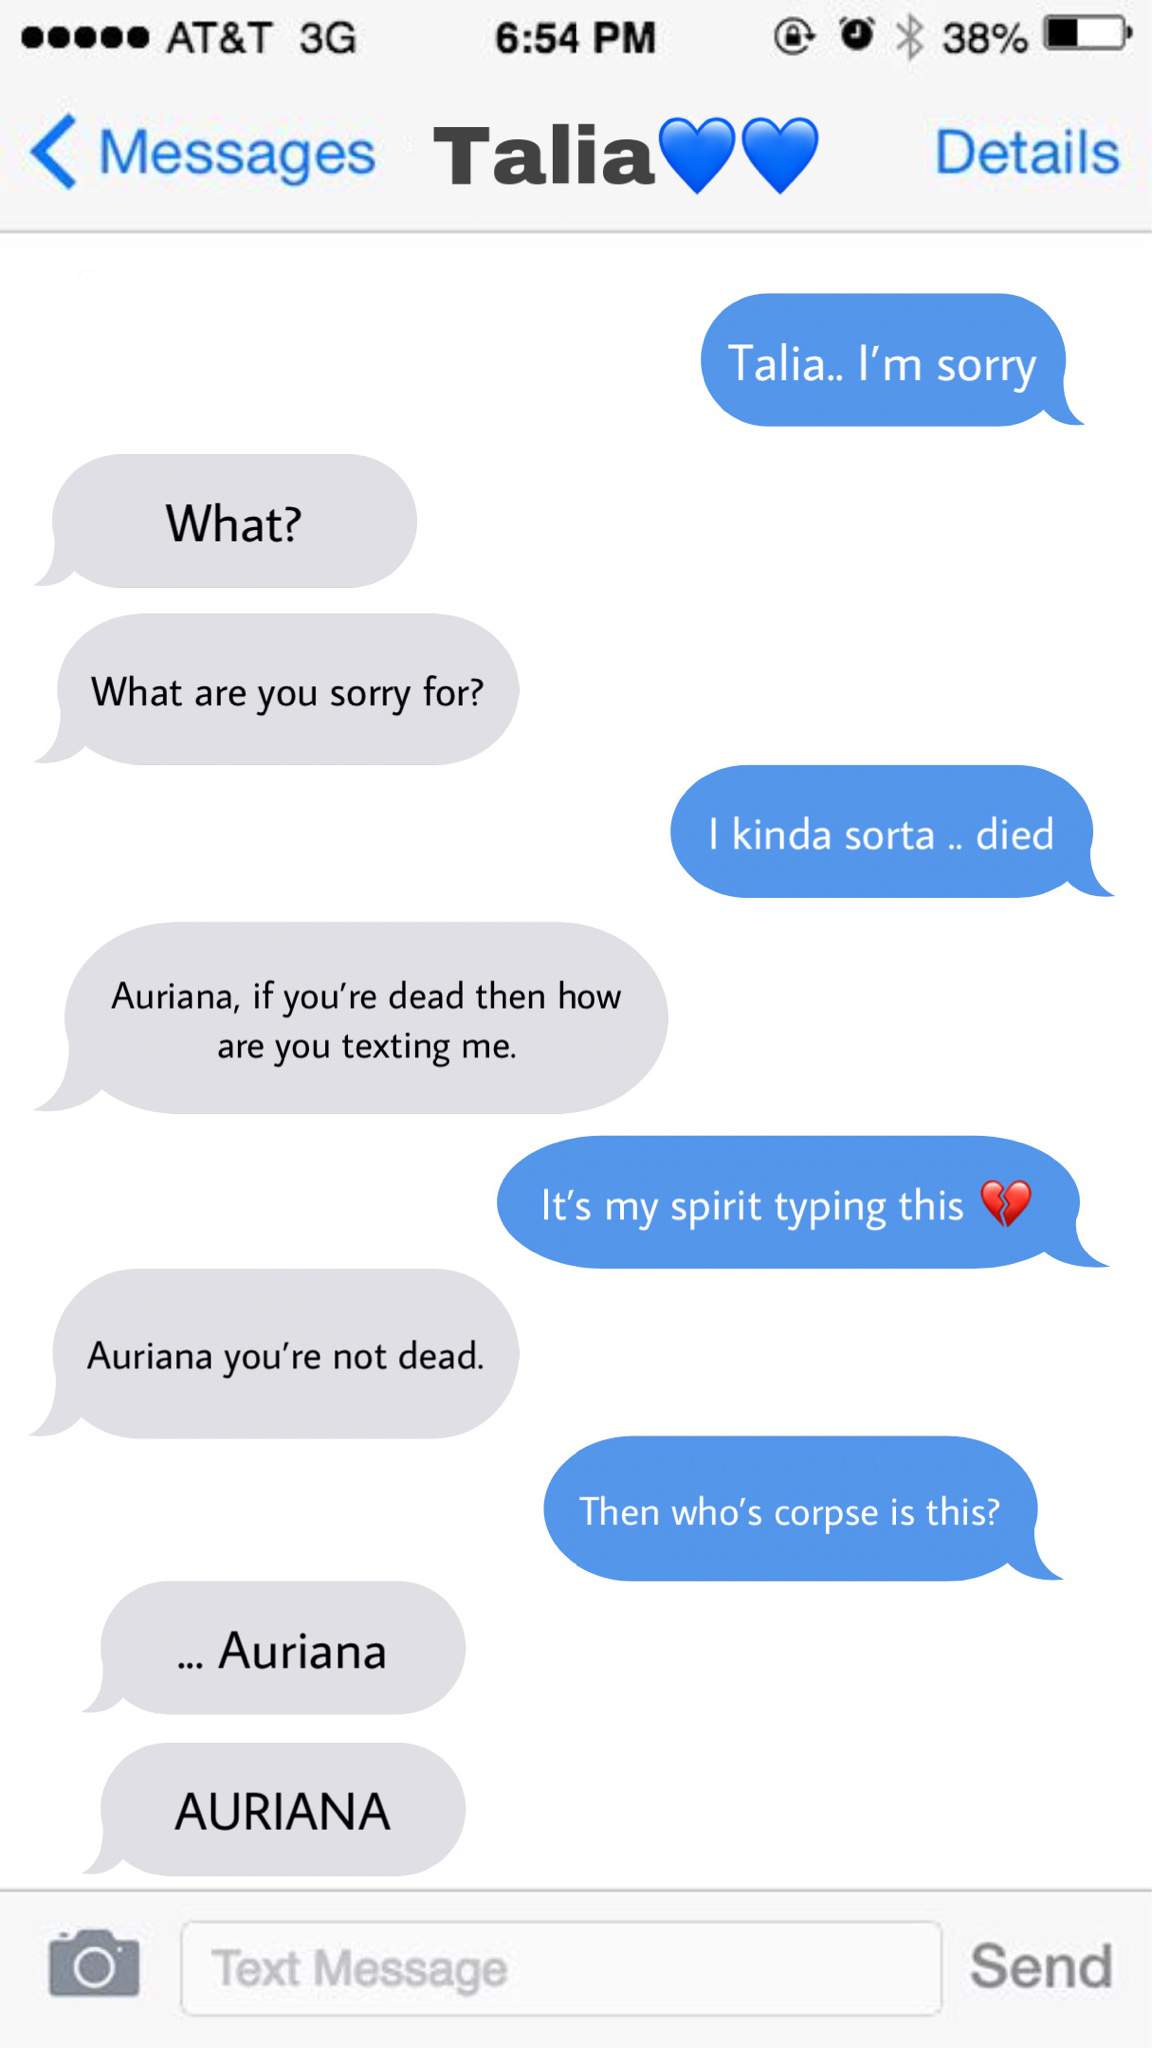 AT&T 3G 6:54 PM 38%
Messages Talia💙💙 Details
Talia.. I'm sorry
What?
What are you sorry for?
I kinda sorta .. died
Auriana, if you're dead then how
are you texting me.
It's my spirit typing this 💔
Auriana you're not dead.
Then who's corpse is this?
... Auriana
AURIANA
Text Message Send